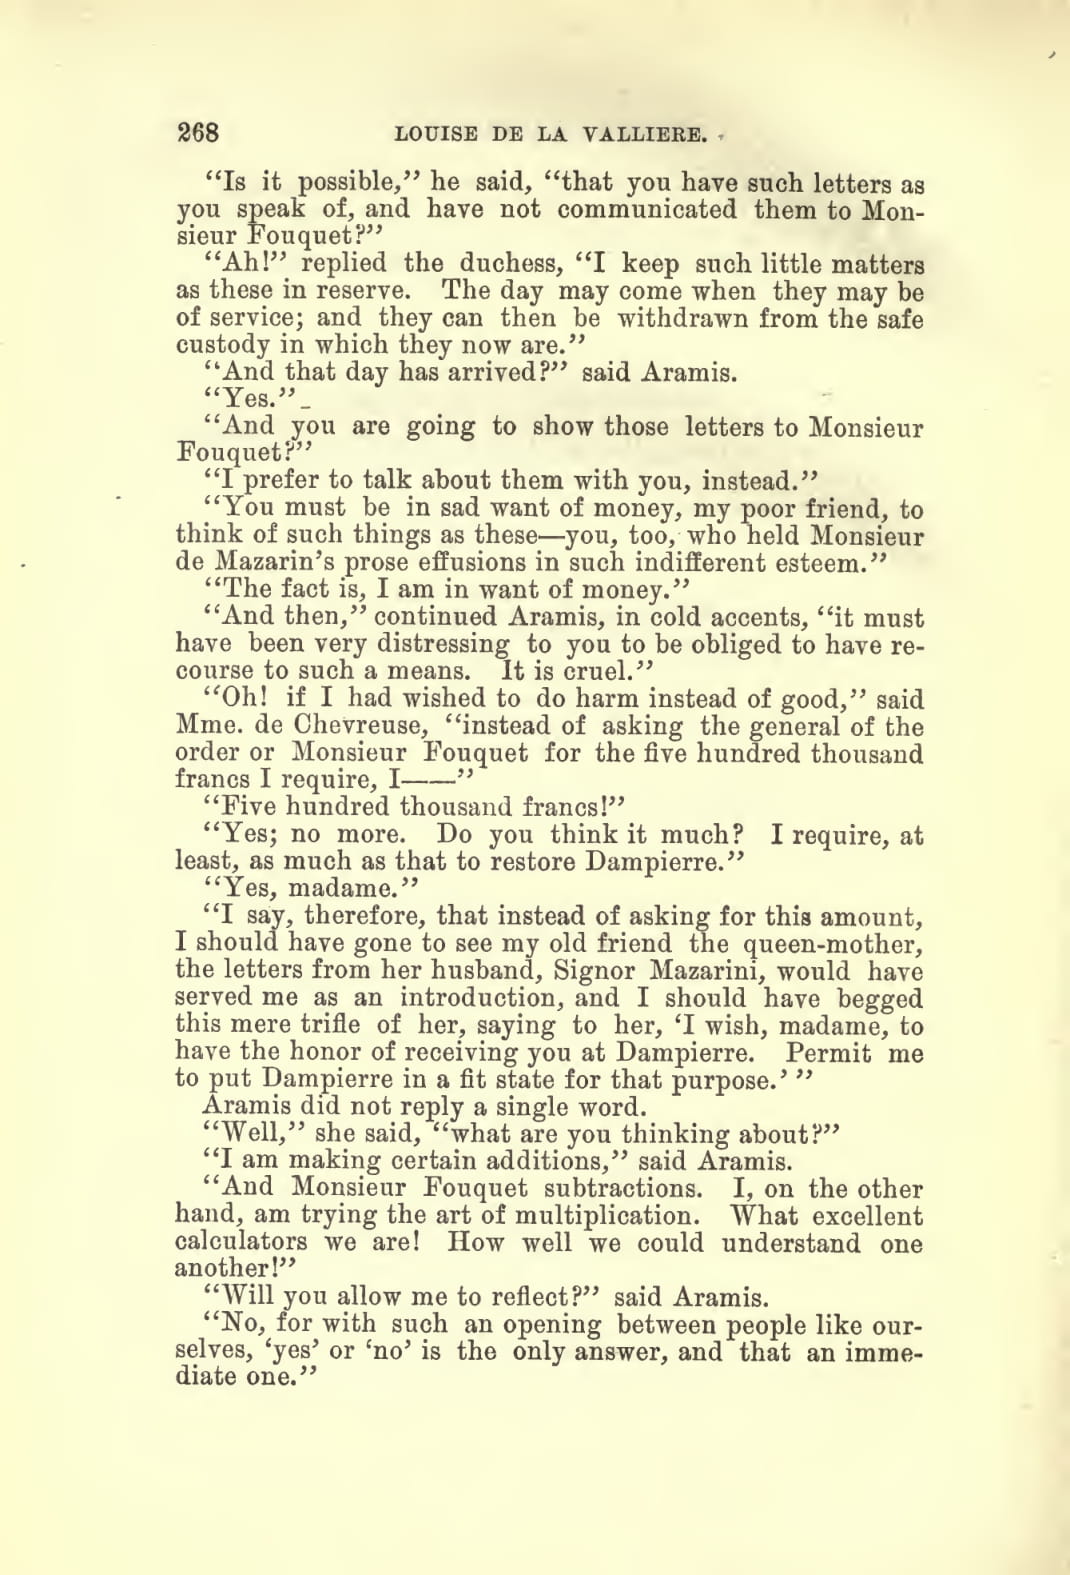 268 LOUISE DE LA VALLIERE.
“Is it possible,” he said, “that you have such letters as
you speak of, and have not communicated them to Mon-
sieur Fouquet?”
“Ah!” replied the duchess, “I keep such little matters
as these in reserve. The day may come when they may be
of service; and they can then be withdrawn from the safe
custody in which they now are.”
“And that day has arrived?” said Aramis.
“Yes.”
“And you are going to show those letters to Monsieur
Fouquet?”
“I prefer to talk about them with you, instead.”
“You must be in sad want of money, my poor friend, to
think of such things as these—you, too, who held Monsieur
de Mazarin’s prose effusions in such indifferent esteem.”
“The fact is, I am in want of money.”
“And then,” continued Aramis, in cold accents, “it must
have been very distressing to you to be obliged to have re-
course to such a means. It is cruel.”
“Oh! if I had wished to do harm instead of good,” said
Mme. de Chevreuse, “instead of asking the general of the
order or Monsieur Fouquet for the five hundred thousand
francs I require, I——”
“Five hundred thousand francs!”
“Yes; no more. Do you think it much? I require, at
least, as much as that to restore Dampierre.”
“Yes, madame.”
“I say, therefore, that instead of asking for this amount,
I should have gone to see my old friend the queen-mother,
the letters from her husband, Signor Mazarini, would have
served me as an introduction, and I should have begged
this mere trifle of her, saying to her, ‘I wish, madame, to
have the honor of receiving you at Dampierre. Permit me
to put Dampierre in a fit state for that purpose.’ ”
Aramis did not reply a single word.
“Well,” she said, “what are you thinking about?”
“I am making certain additions,” said Aramis.
“And Monsieur Fouquet subtractions. I, on the other
hand, am trying the art of multiplication. What excellent
calculators we are! How well we could understand one
another!”
“Will you allow me to reflect?” said Aramis.
“No, for with such an opening between people like our-
selves, ‘yes’ or ‘no’ is the only answer, and that an imme-
diate one.”